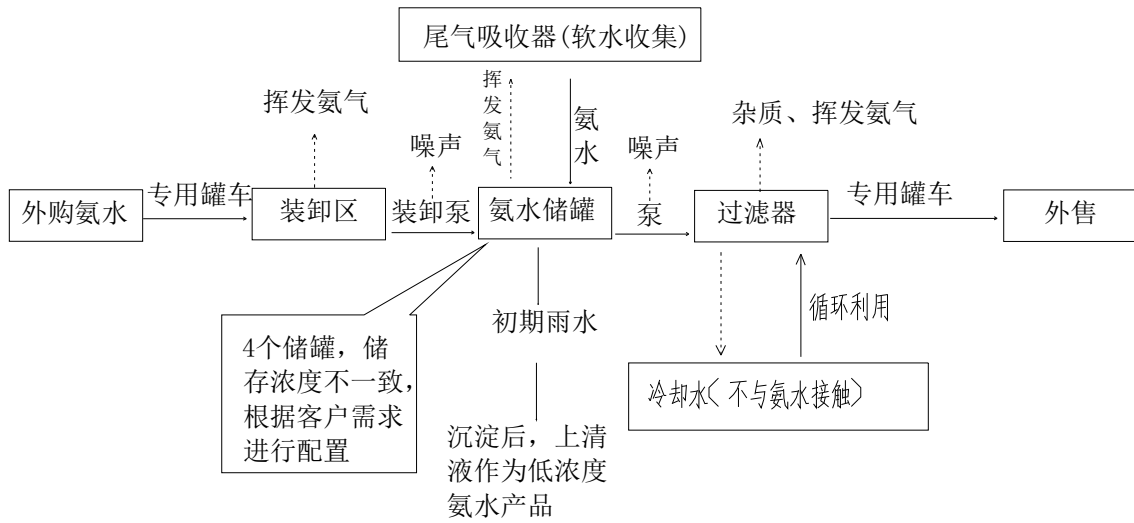 尾气吸收器(软水收集)
挥发氨气
挥发氨气
氨水
杂质、挥发氨气
噪声
噪声
外购氨水
专用罐车
装卸区
装卸泵
氨水储罐
泵
过滤器
专用罐车
外售
4个储罐，储
存浓度不一致，
根据客户需求
进行配置
初期雨水
循环利用
冷却水(不与氨水接触)
沉淀后，上清
液作为低浓度
氨水产品